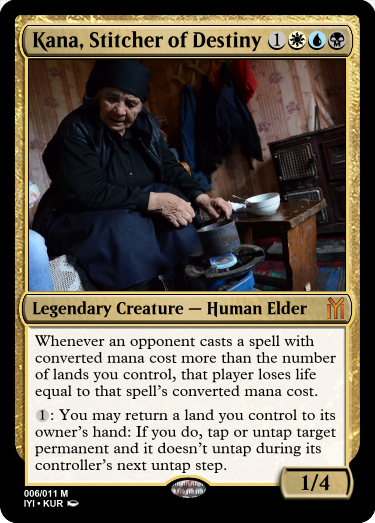 Kana, Stitcher of Destiny 1
Legendary Creature — Human Elder
Whenever an opponent casts a spell with
converted mana cost more than the number
of lands you control, that player loses life
equal to that spell's converted mana cost.
1: You may return a land you control to its
owner's hand: If you do, tap or untap target
permanent and it doesn't untap during its
controller's next untap step.
1/4
006/011 M
IYI • KUR